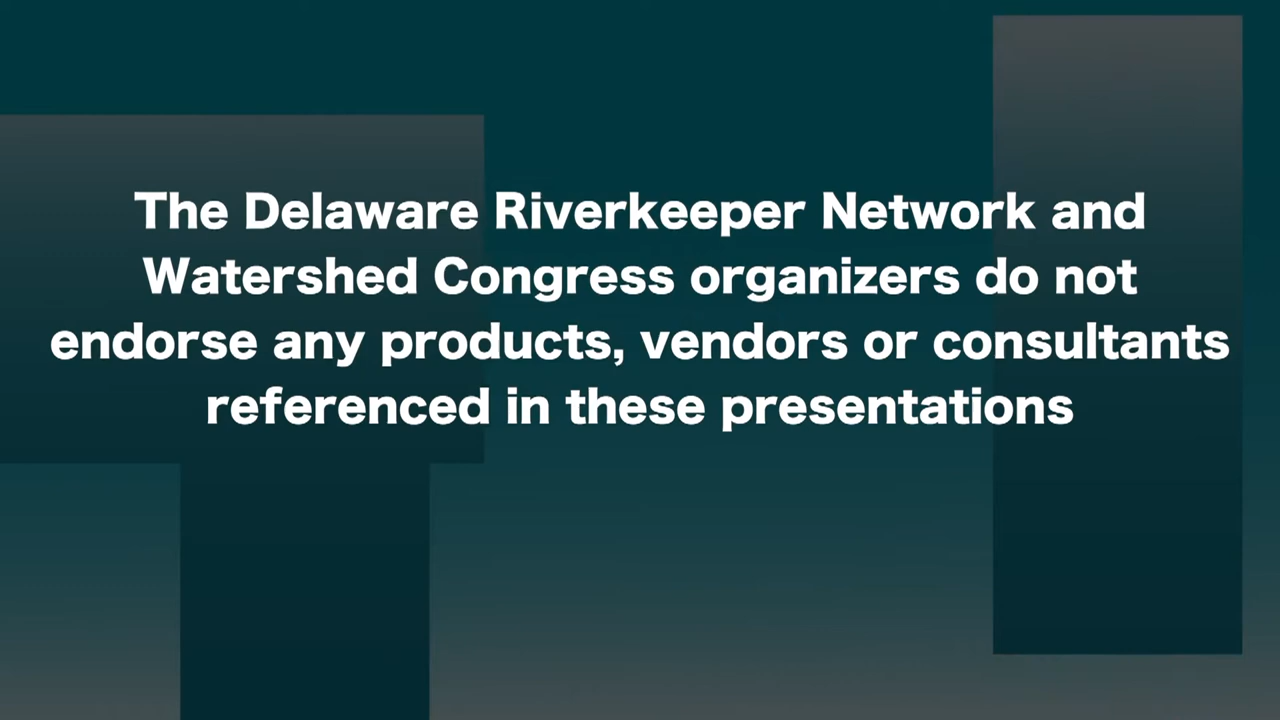 The Delaware Riverkeeper Network and
Watershed Congress organizers do not
endorse any products, vendors or consultants
referenced in these presentations